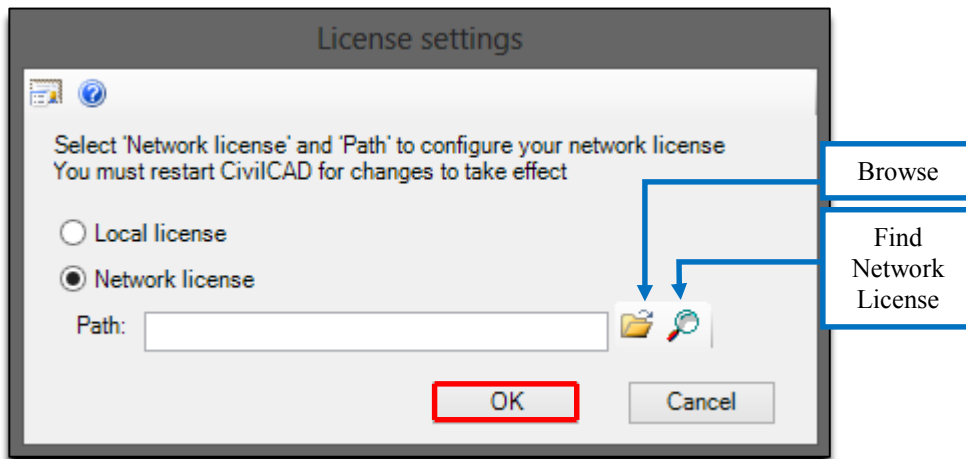 License settings
Select 'Network license' and 'Path' to configure your network license
You must restart CivilCAD for changes to take effect
Browse
Local license
Find
Network
License
Network license
Path:
OK
Cancel